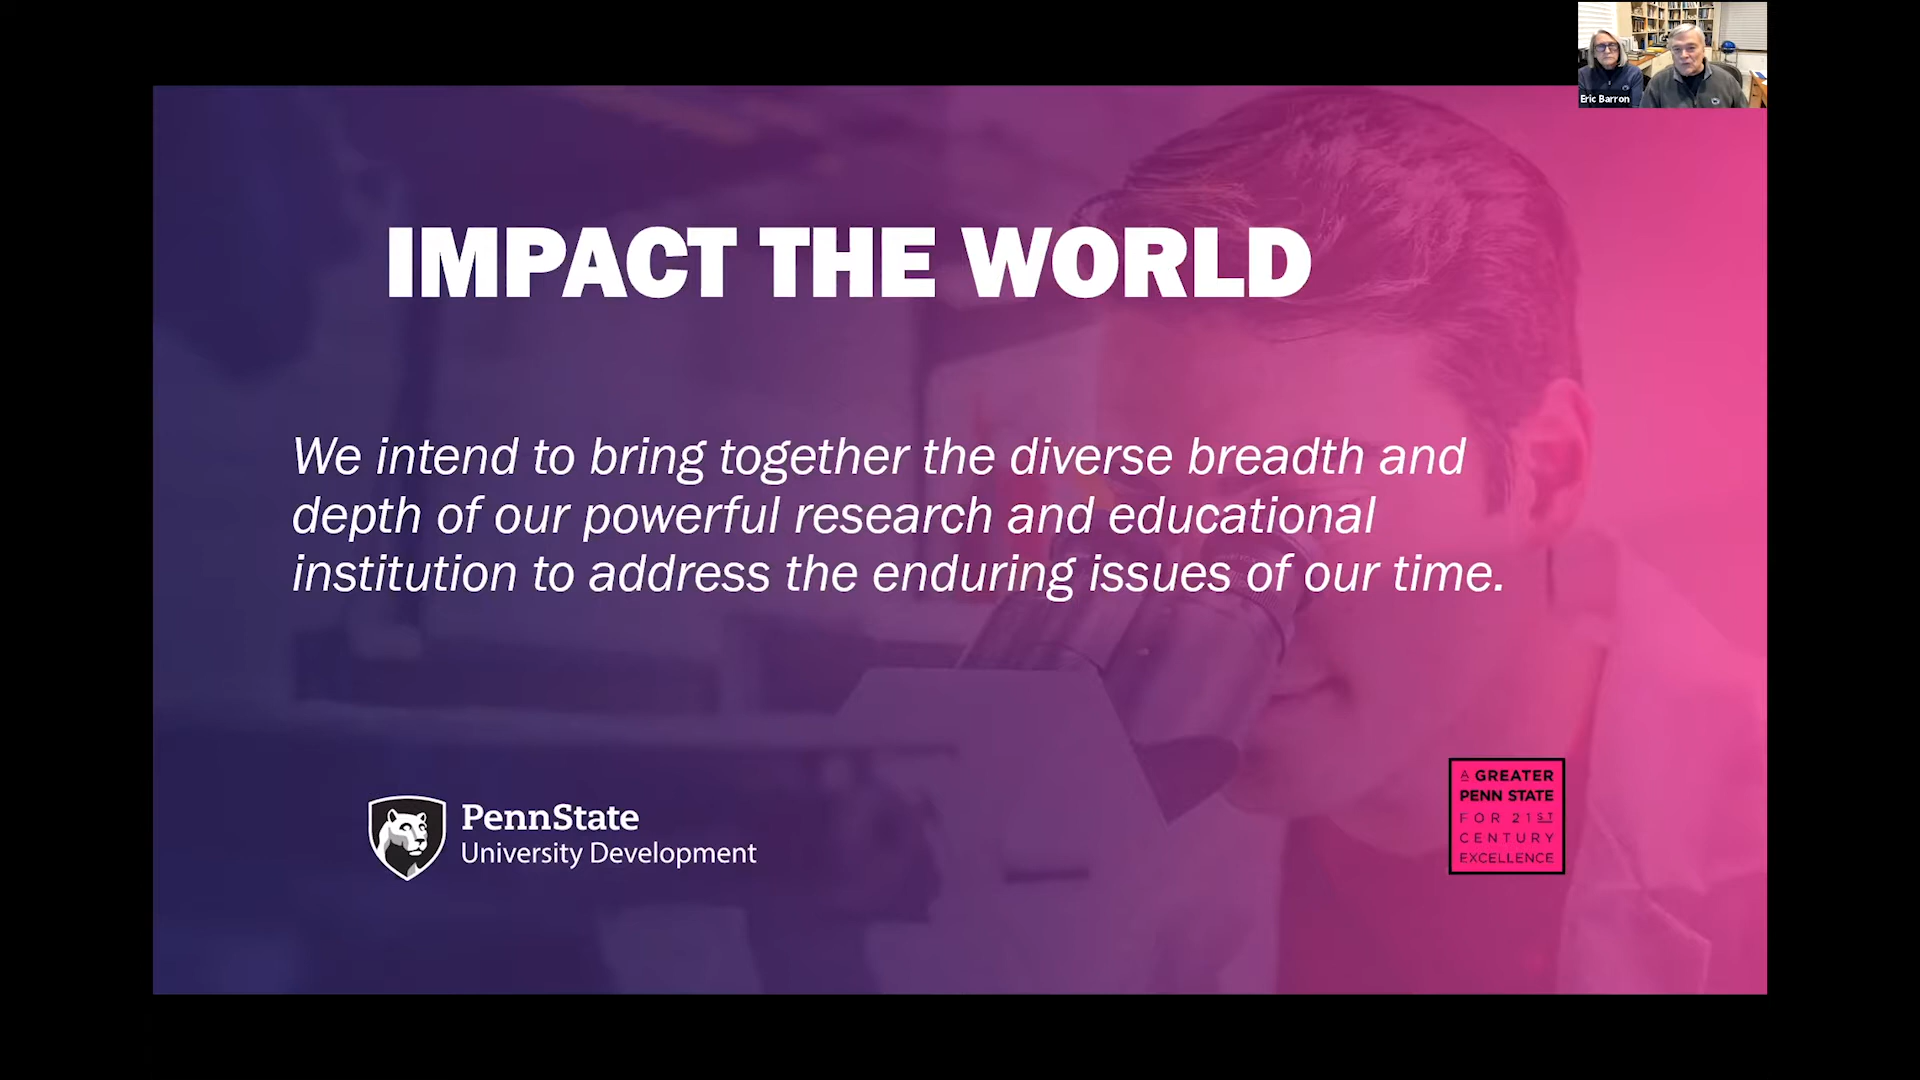 Eric Barron
IMPACT THE WORLD
We intend to bring together the diverse breadth and
depth of our powerful research and educational
institution to address the enduring issues of our time.
PennState
University Development
A GREATER
PENN STATE
FOR 21ST
CENTURY
EXCELLENCE